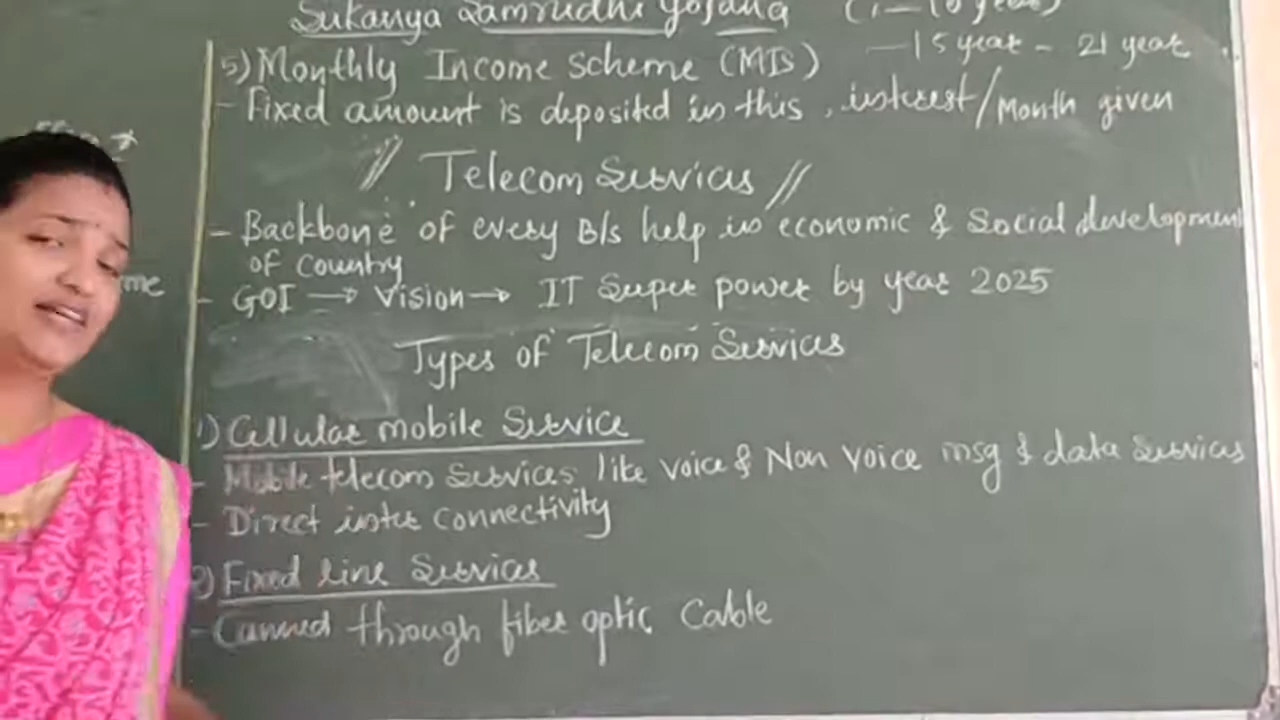 Sukanya Samrudhi Yojana
15 year - 21 year
5) Monthly Income Scheme (MIS)
- Fixed amount is deposited in this, interest/Month given
// Telecom Services //
- Backbone of every B/s help in economic & Social development
of Country
- GOI → Vision → IT Super power by year 2025
Types of Telecom Services
1) Cellular mobile Service
- Mobile telecom services like voice & Non voice msg & data services
- Direct inter connectivity
2) Fixed line Services
- Carried through fiber optic Cable